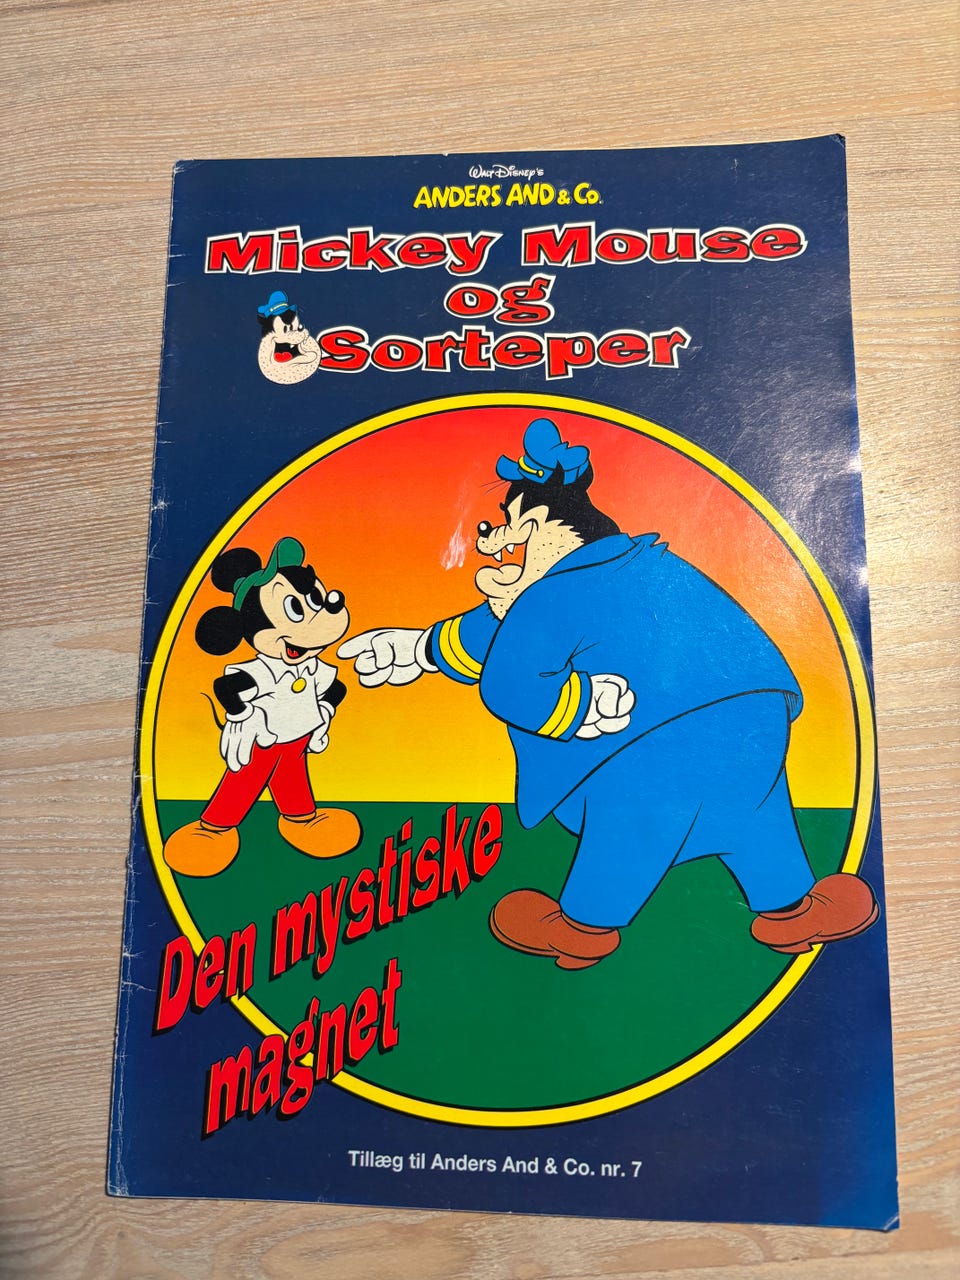 Walt Disney's
ANDERS AND & Co.
Mickey Mouse
og
Sorteper
Den mystiske
magnet
Tillæg til Anders And & Co. nr. 7